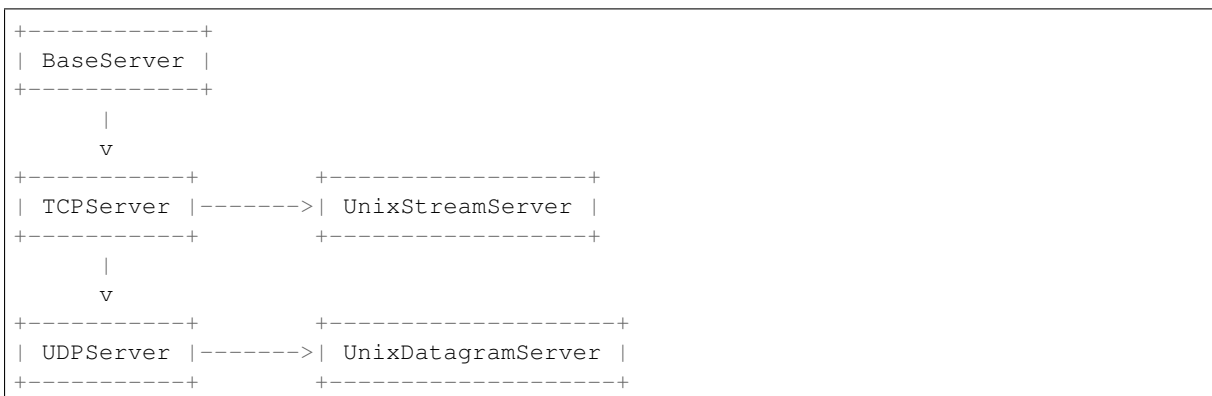 +------------+
| BaseServer |
+------------+
      |
      v
+-----------+        +------------------+
| TCPServer |------->| UnixStreamServer |
+-----------+        +------------------+
      |
      v
+-----------+        +--------------------+
| UDPServer |------->| UnixDatagramServer |
+-----------+        +--------------------+